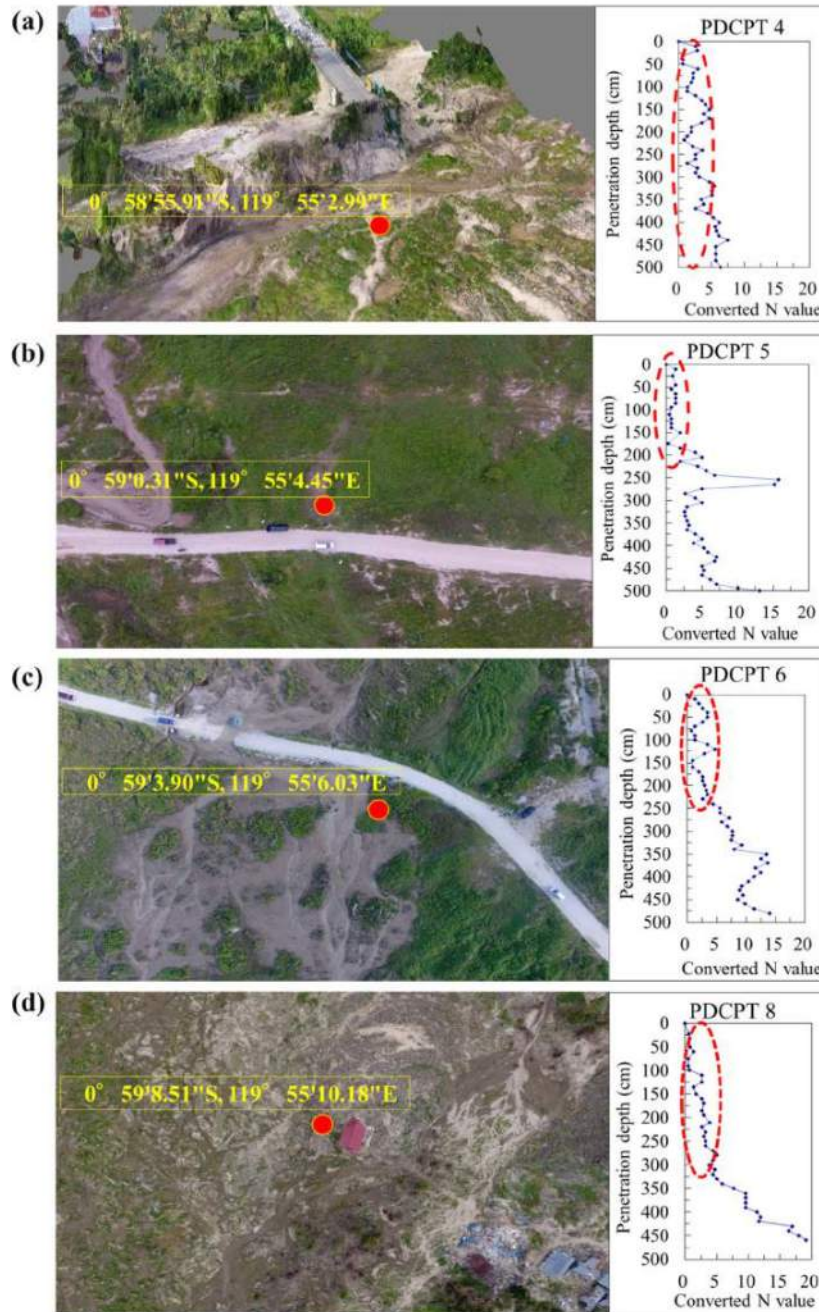 (a)
PDCPT 4
0° 58'55.91"S, 119° 55'2.99"E
Penetration depth (cm)
0
50
100
150
200
250
300
350
400
450
500
0 5 10 15 20
Converted N value
(b)
PDCPT 5
0° 59'0.31"S, 119° 55'4.45"E
Penetration depth (cm)
0
50
100
150
200
250
300
350
400
450
500
0 5 10 15 20
Converted N value
(c)
PDCPT 6
0° 59'3.90"S, 119° 55'6.03"E
Penetration depth (cm)
0
50
100
150
200
250
300
350
400
450
500
0 5 10 15 20
Converted N value
(d)
PDCPT 8
0° 59'8.51"S, 119° 55'10.18"E
Penetration depth (cm)
0
50
100
150
200
250
300
350
400
450
500
0 5 10 15 20
Converted N value